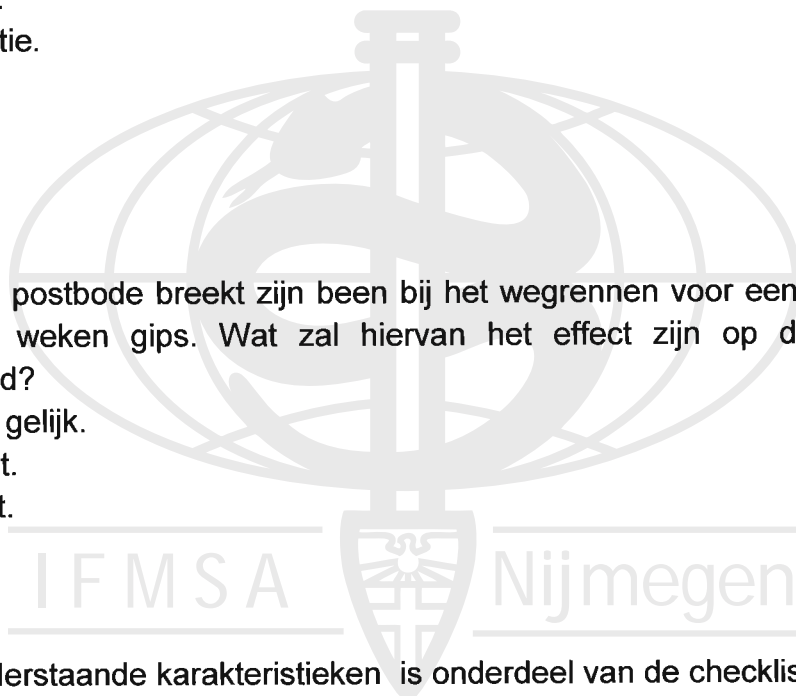 .
tie.
postbode breekt zijn been bij het wegrennen voor een
weken gips. Wat zal hiervan het effect zijn op d
d?
gelijk.
t.
t.
IFMSA Nijmegen
derstaande karakteristieken is onderdeel van de checklis